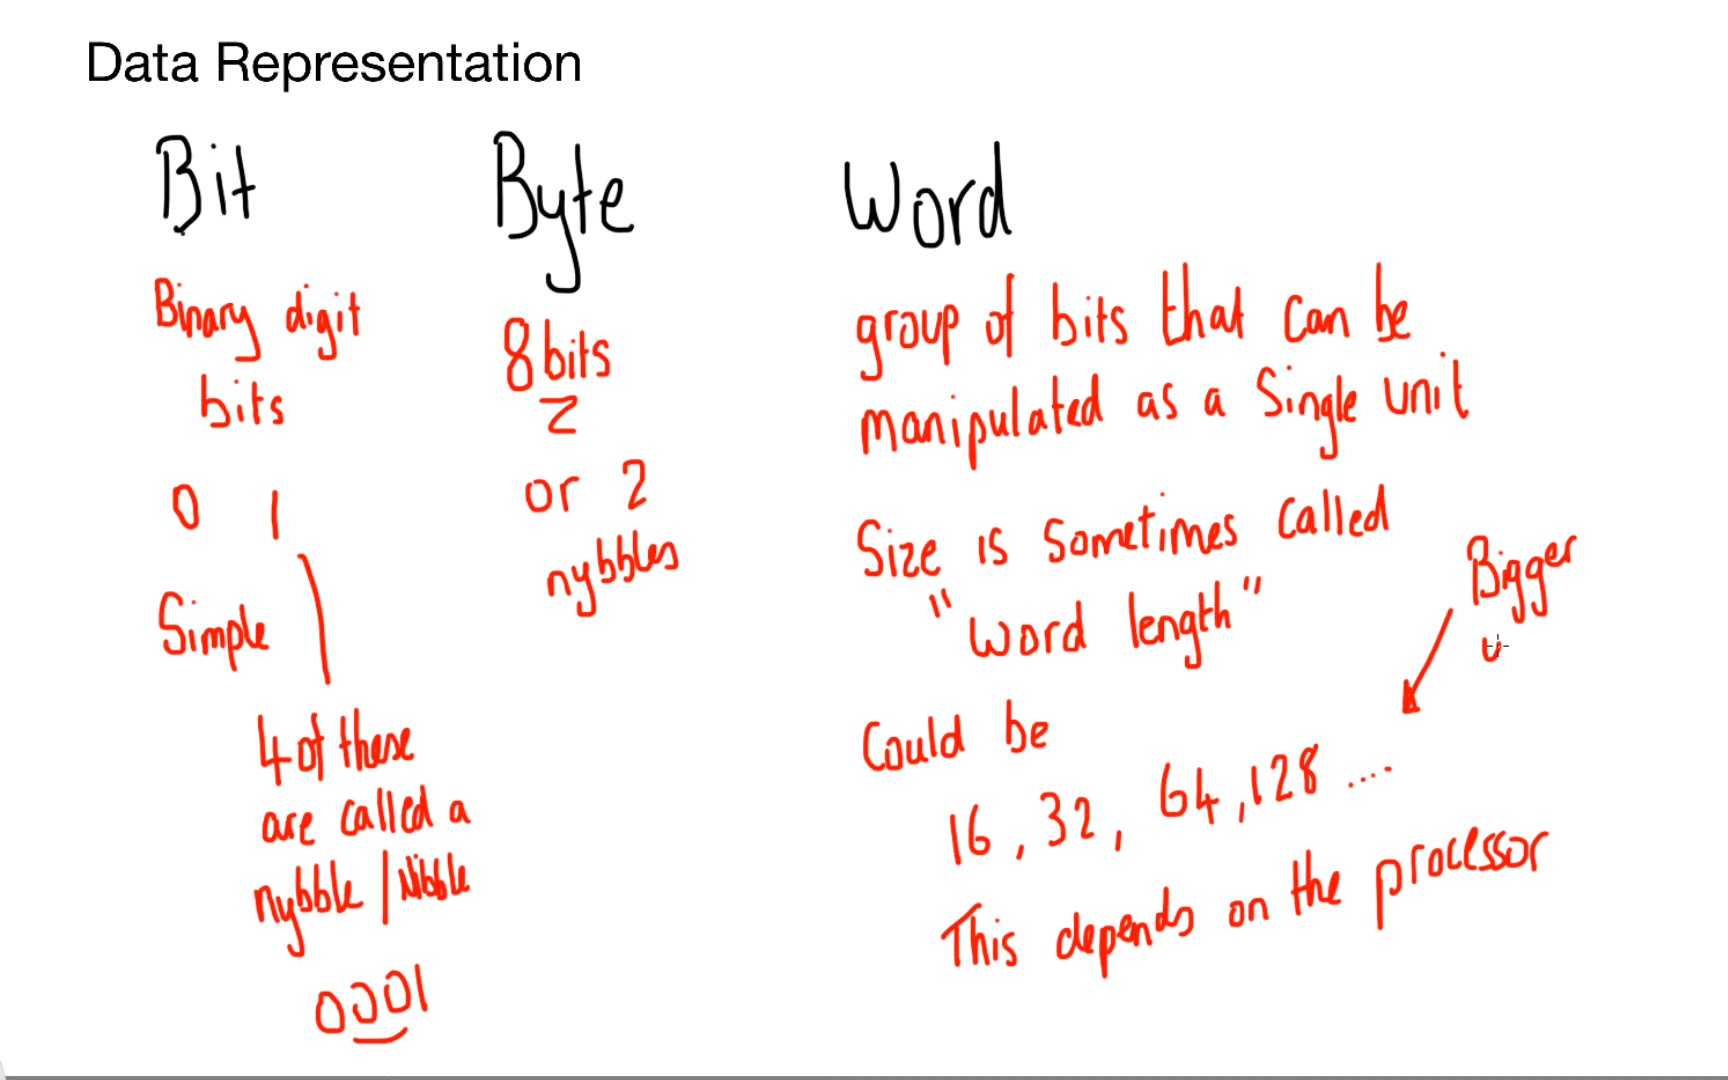 Data Representation
Bit
Binary digit
bits
0 1
Simple
4 of these
are called a
nybble / Nibble
0001
Byte
8 bits
or 2
nybbles
Word
group of bits that can be
manipulated as a single unit
Size is sometimes called
"word length"
Could be
16, 32, 64, 128 ....
This depends on the processor
Bigger